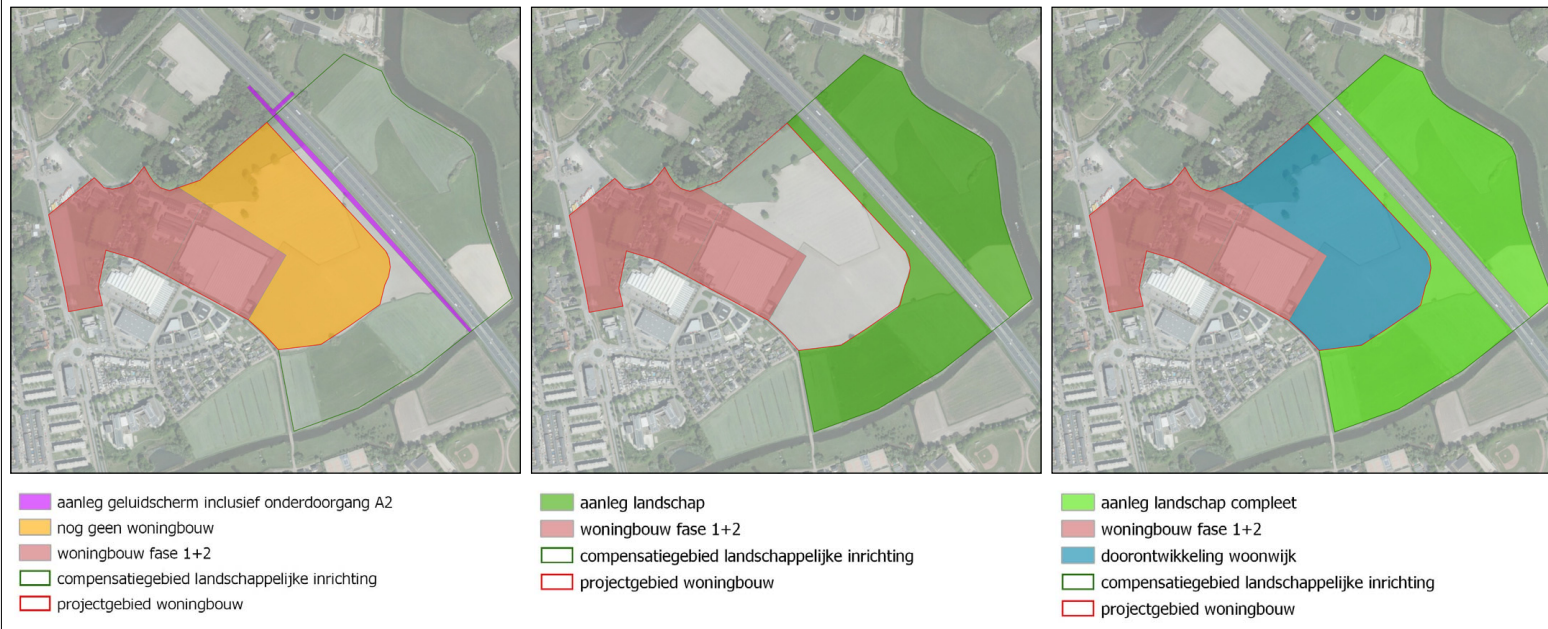 aanleg geluidscherm inclusief onderdoorgang A2
nog geen woningbouw
woningbouw fase 1+2
compensatiegebied landschappelijke inrichting
projectgebied woningbouw
aanleg landschap
woningbouw fase 1+2
compensatiegebied landschappelijke inrichting
projectgebied woningbouw
aanleg landschap compleet
woningbouw fase 1+2
doorontwikkeling woonwijk
compensatiegebied landschappelijke inrichting
projectgebied woningbouw